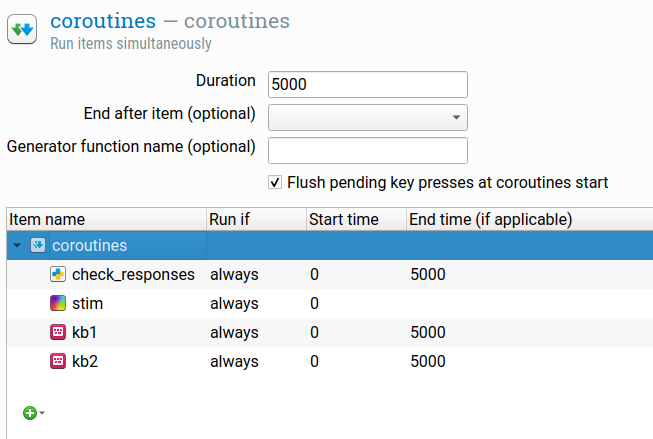 coroutines — coroutines
Run items simultaneously
Duration 5000
End after item (optional)
Generator function name (optional)
Flush pending key presses at coroutines start
Item name Run if Start time End time (if applicable)
coroutines
check_responses always 0 5000
stim always 0
kb1 always 0 5000
kb2 always 0 5000